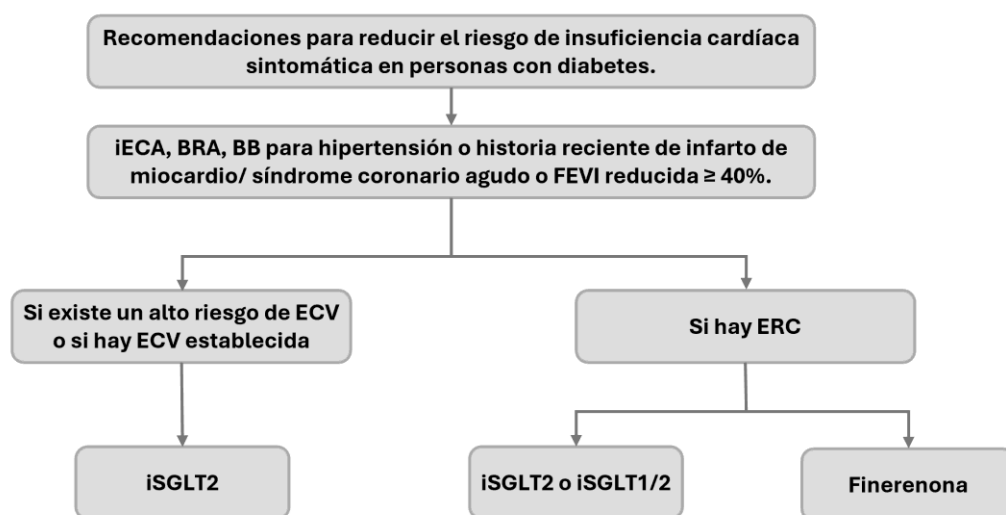 Recomendaciones para reducir el riesgo de insuficiencia cardíaca
sintomática en personas con diabetes.
iECA, BRA, BB para hipertensión o historia reciente de infarto de
miocardio/ síndrome coronario agudo o FEVI reducida ≥ 40%.
Si existe un alto riesgo de ECV
o si hay ECV establecida
Si hay ERC
iSGLT2
iSGLT2 o iSGLT1/2
Finerenona